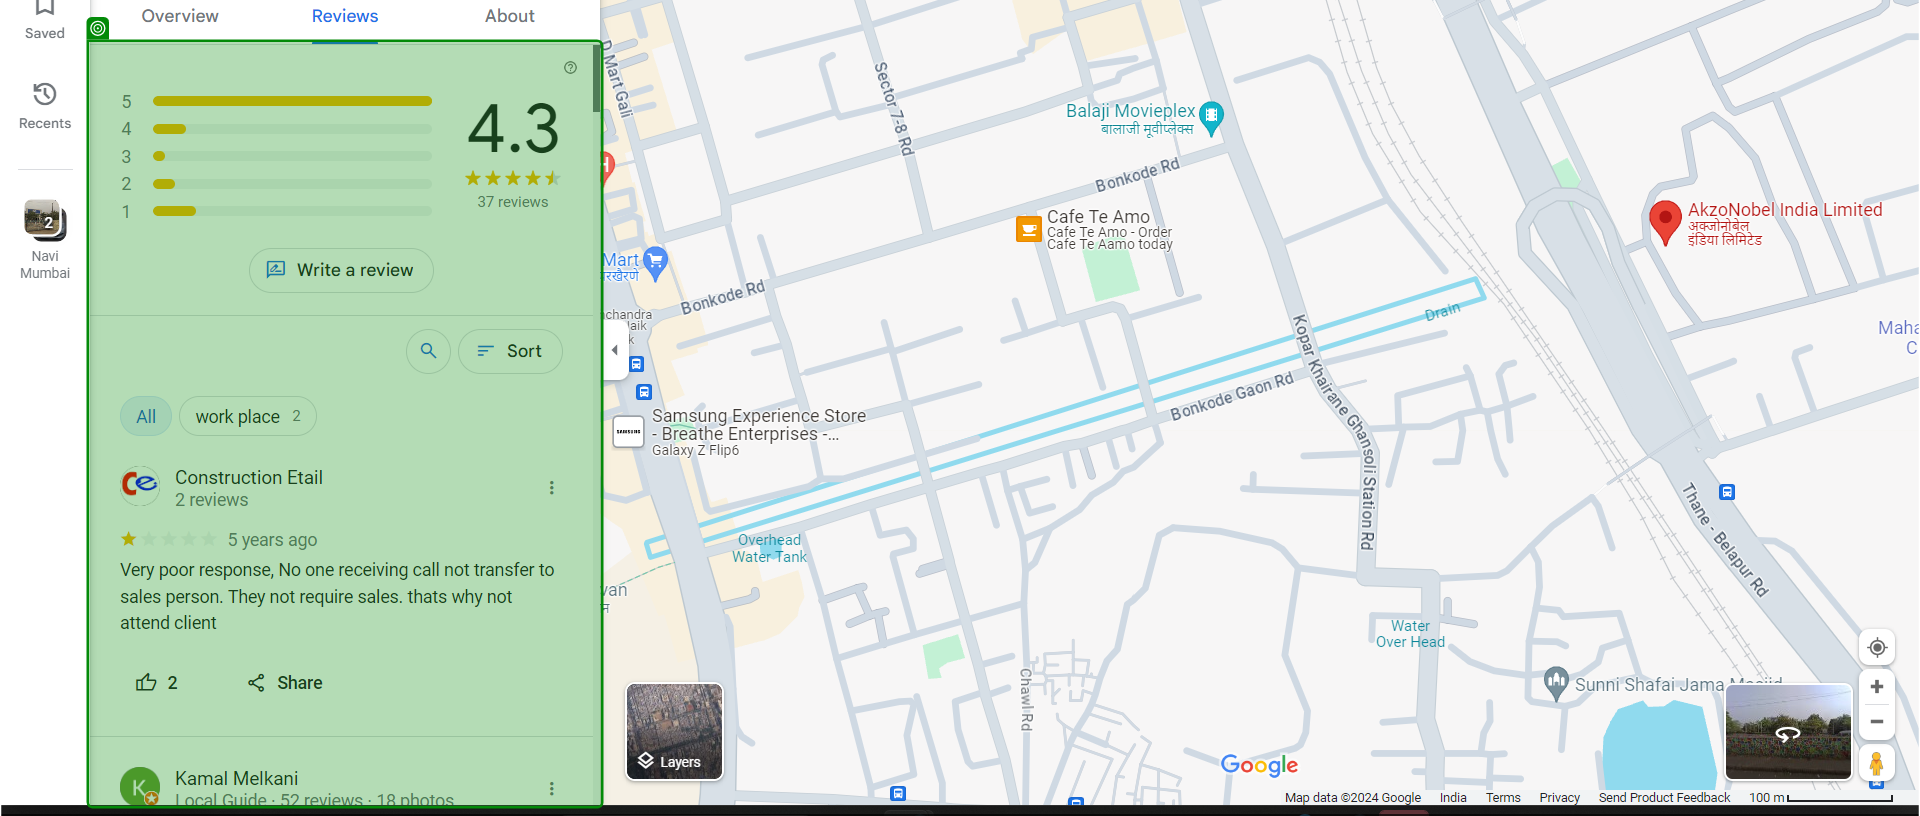 Saved
Recents
2
Navi
Mumbai
Overview
Reviews
About
5
4
3
2
1
4.3
37 reviews
Write a review
Sort
All
work place 2
Construction Etail
2 reviews
5 years ago
Very poor response, No one receiving call not transfer to
sales person. They not require sales. thats why not
attend client
2
Share
K
Kamal Melkani
Local Guide · 52 reviews · 18 photos
D Mart Gali
Sector 7-8 Rd
Balaji Movieplex
बालाजी मूवीप्लेक्स
Bonkode Rd
Cafe Te Amo
Cafe Te Amo - Order
Cafe Te Aamo today
AkzoNobel India Limited
अक्जोनोबेल
इंडिया लिमिटेड
Mart
Bonkode Rd
Drain
Kopar Khairane Ghansoli Station Rd
Bonkode Gaon Rd
Samsung Experience Store
- Breathe Enterprises -...
Galaxy Z Flip6
SAMSUNG
Overhead
Water Tank
Thane - Belapur Rd
Water
Over Head
Chawl Rd
Sunni Shafai Jama Masjid
Layers
Google
Map data ©2024 Google India Terms Privacy Send Product Feedback 100 m